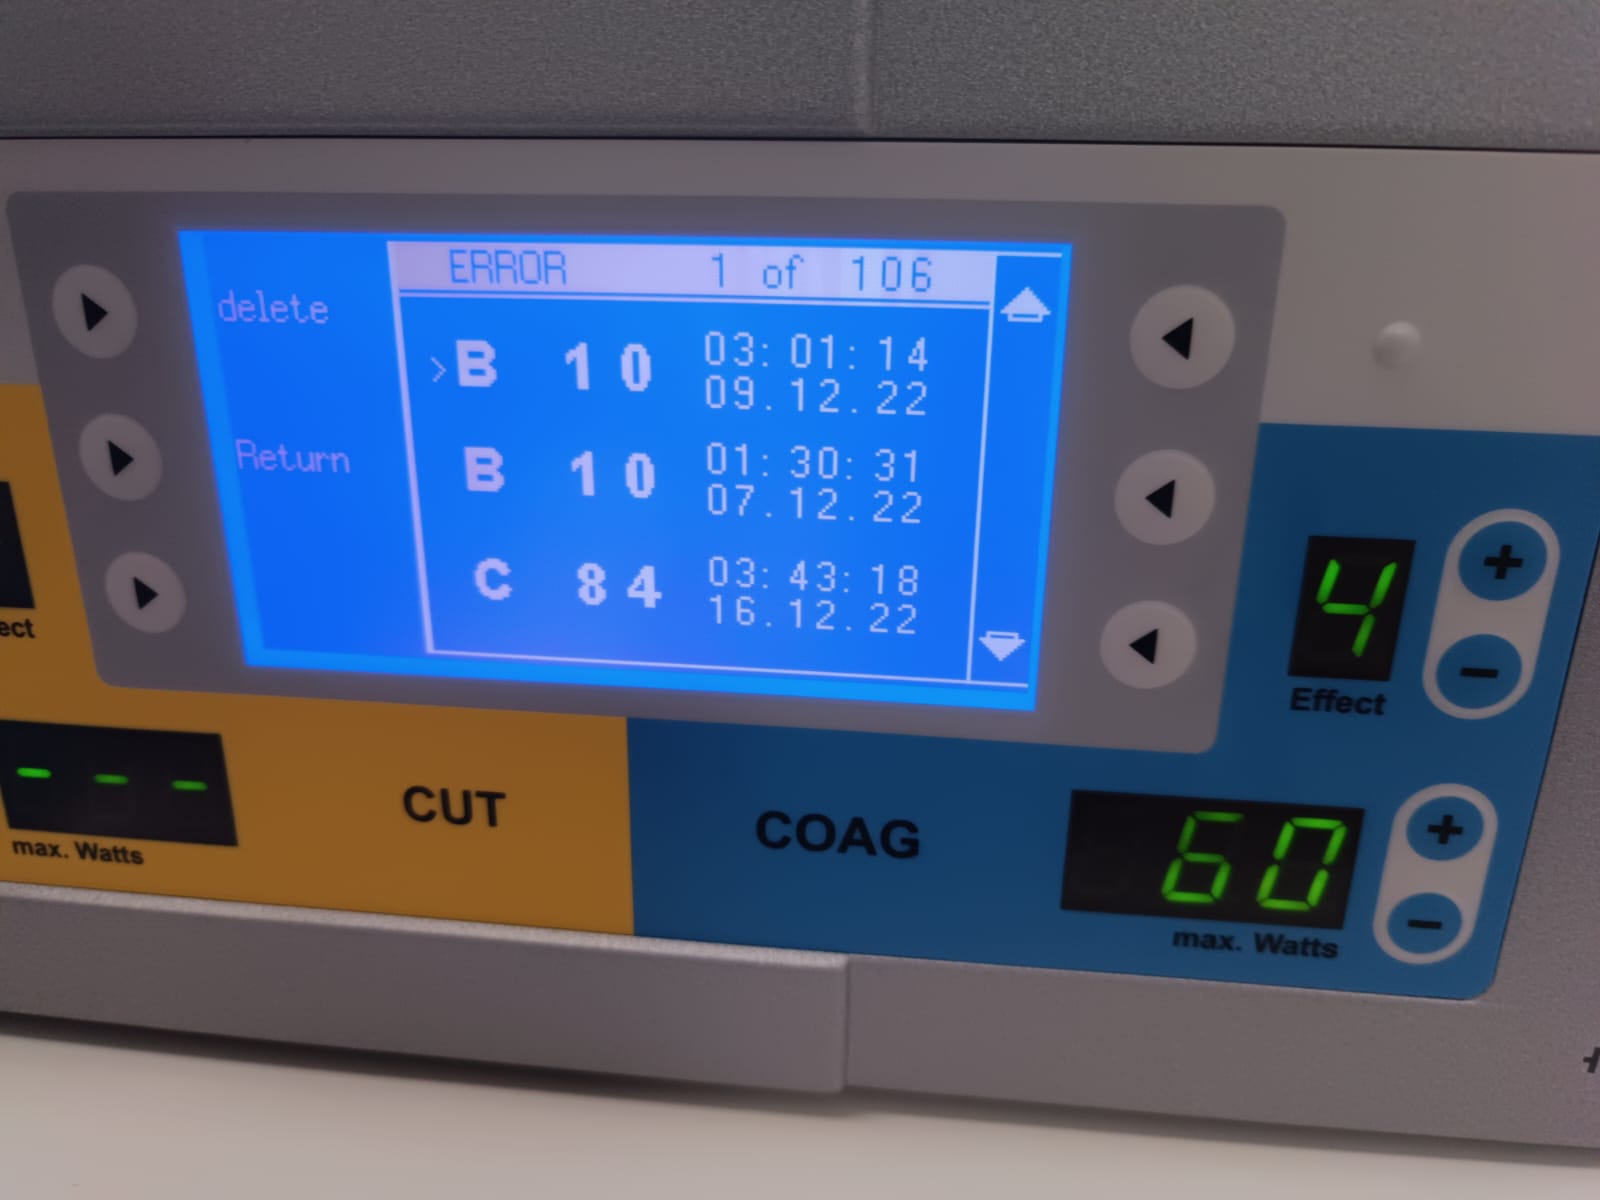 ERROR 1 of 106
delete
>B 10 03:01:14
09.12.22
Return
B 10 01:30:31
07.12.22
C 84 03:43:18
16.12.22
4
Effect
+
-
ect
- - -
max. Watts
CUT
COAG
60
max. Watts
+
-